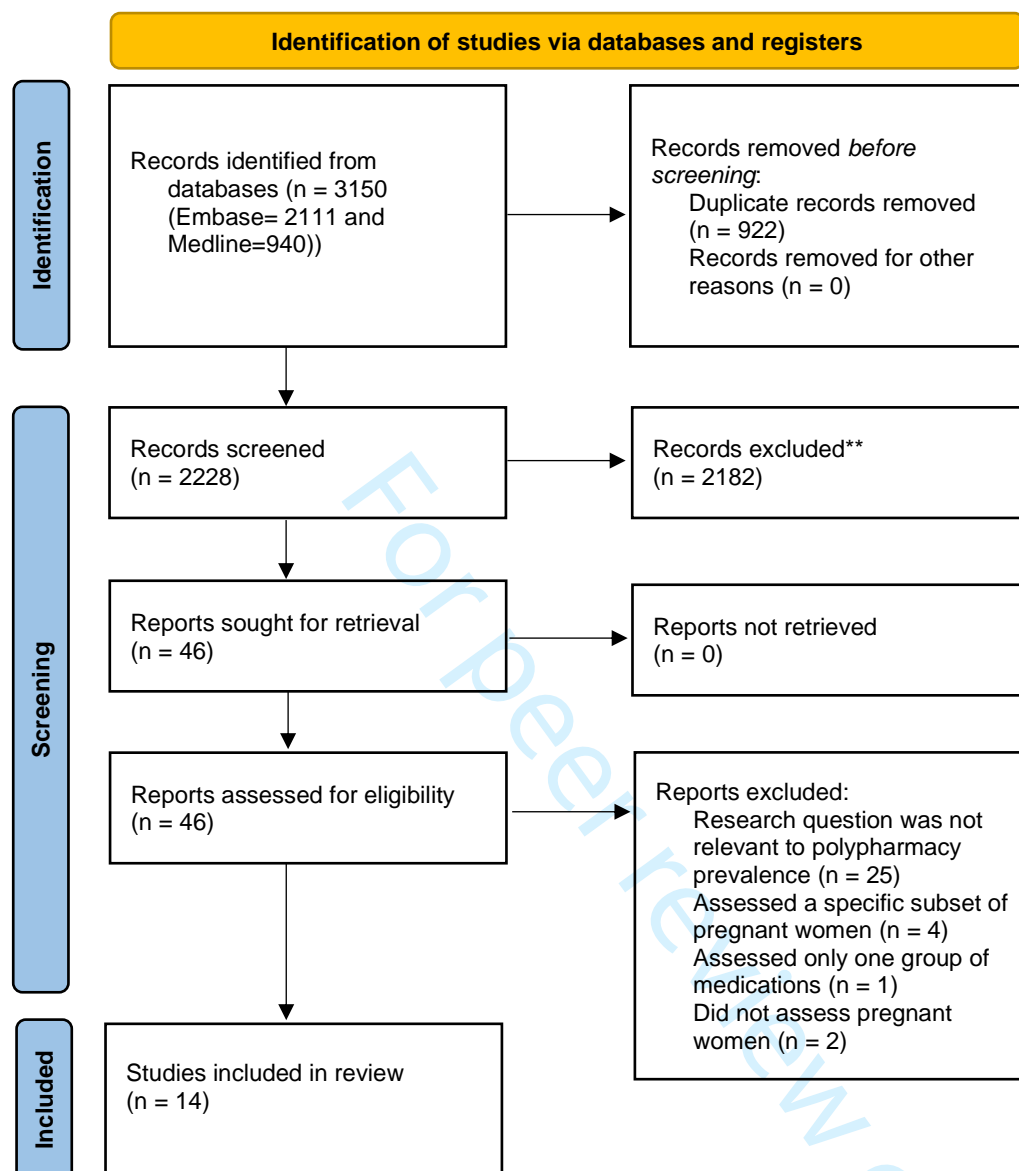 Identification of studies via databases and registers
Identification
Records identified from
databases (n = 3150
(Embase= 2111 and
Medline=940))
Records removed before
screening:
Duplicate records removed
(n = 922)
Records removed for other
reasons (n = 0)
Screening
Records screened
(n = 2228)
Records excluded**
(n = 2182)
Reports sought for retrieval
(n = 46)
Reports not retrieved
(n = 0)
Reports assessed for eligibility
(n = 46)
Reports excluded:
Research question was not
relevant to polypharmacy
prevalence (n = 25)
Assessed a specific subset of
pregnant women (n = 4)
Assessed only one group of
medications (n = 1)
Did not assess pregnant
women (n = 2)
Included
Studies included in review
(n = 14)
For peer review